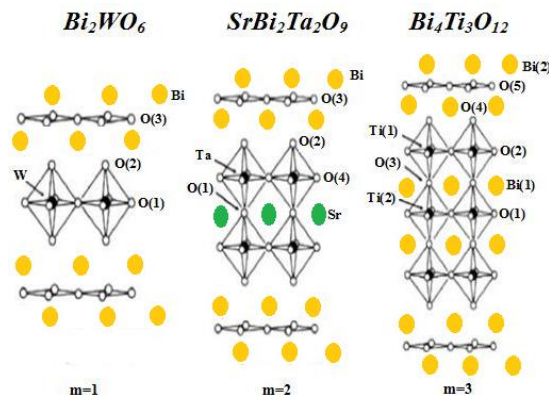 Bi₂WO₆
Bi
O(3)
O(2)
W
O(1)
m=1
SrBi₂Ta₂O₉
Bi
O(3)
O(2)
Ta
O(4)
O(1)
Sr
m=2
Bi₄Ti₃O₁₂
Bi(2)
O(5)
O(4)
Ti(1)
O(2)
O(3)
Bi(1)
Ti(2)
O(1)
m=3